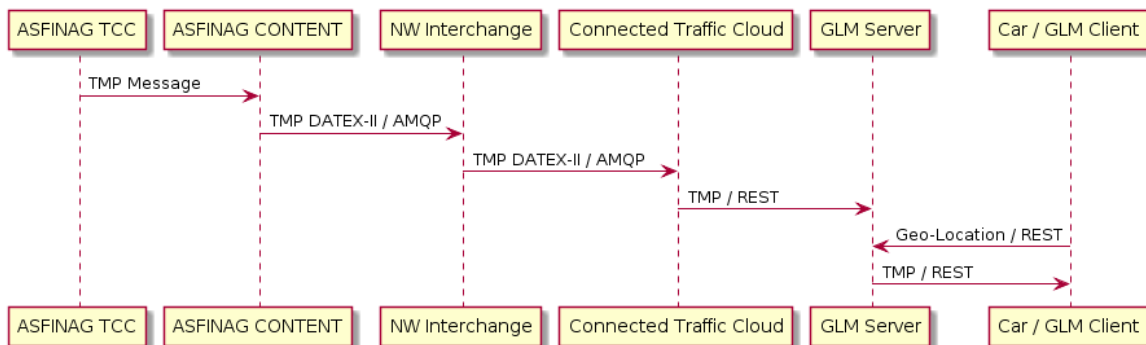 ASFINAG TCC ASFINAG CONTENT NW Interchange Connected Traffic Cloud GLM Server Car / GLM Client
TMP Message
TMP DATEX-II / AMQP
TMP DATEX-II / AMQP
TMP / REST
Geo-Location / REST
TMP / REST
ASFINAG TCC ASFINAG CONTENT NW Interchange Connected Traffic Cloud GLM Server Car / GLM Client